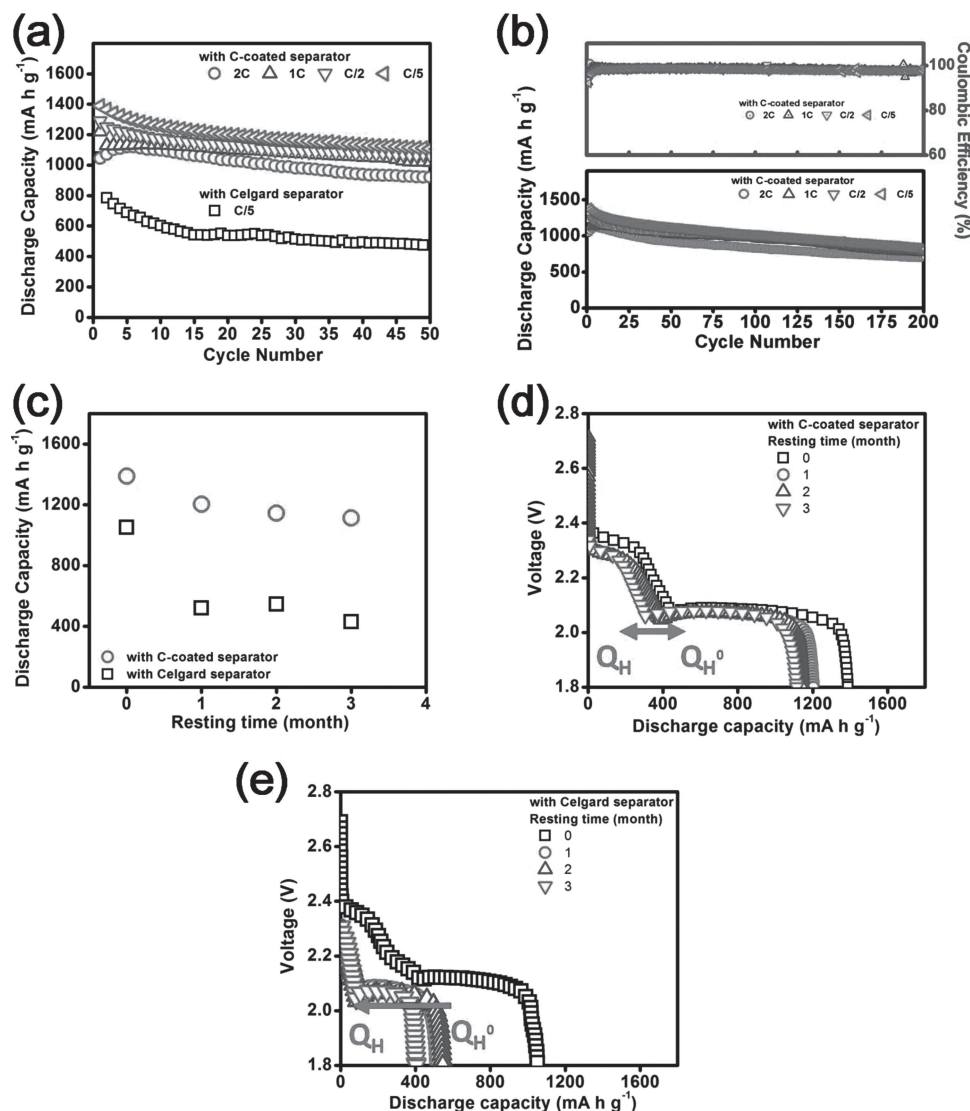 (a)
with C-coated separator
2C 1C C/2 C/5
with Celgard separator
C/5
1600
1400
1200
1000
800
600
400
200
0
0 5 10 15 20 25 30 35 40 45 50
Discharge Capacity (mA h g⁻¹)
Cycle Number
(b)
with C-coated separator
2C 1C C/2 C/5
100
80
60
Coulombic Efficiency (%)
with C-coated separator
2C 1C C/2 C/5
1500
1000
500
0
0 25 50 75 100 125 150 175 200
Discharge Capacity (mA h g⁻¹)
Cycle Number
(c)
1600
1200
800
400
0
with C-coated separator
with Celgard separator
0 1 2 3 4
Discharge Capacity (mA h g⁻¹)
Resting time (month)
(d)
with C-coated separator
Resting time (month)
0
1
2
3
2.8
2.6
2.4
2.2
2.0
1.8
Q_H Q_H⁰
0 400 800 1200 1600
Voltage (V)
Discharge capacity (mA h g⁻¹)
(e)
with Celgard separator
Resting time (month)
0
1
2
3
2.8
2.6
2.4
2.2
2.0
1.8
Q_H Q_H⁰
0 400 800 1200 1600
Voltage (V)
Discharge capacity (mA h g⁻¹)